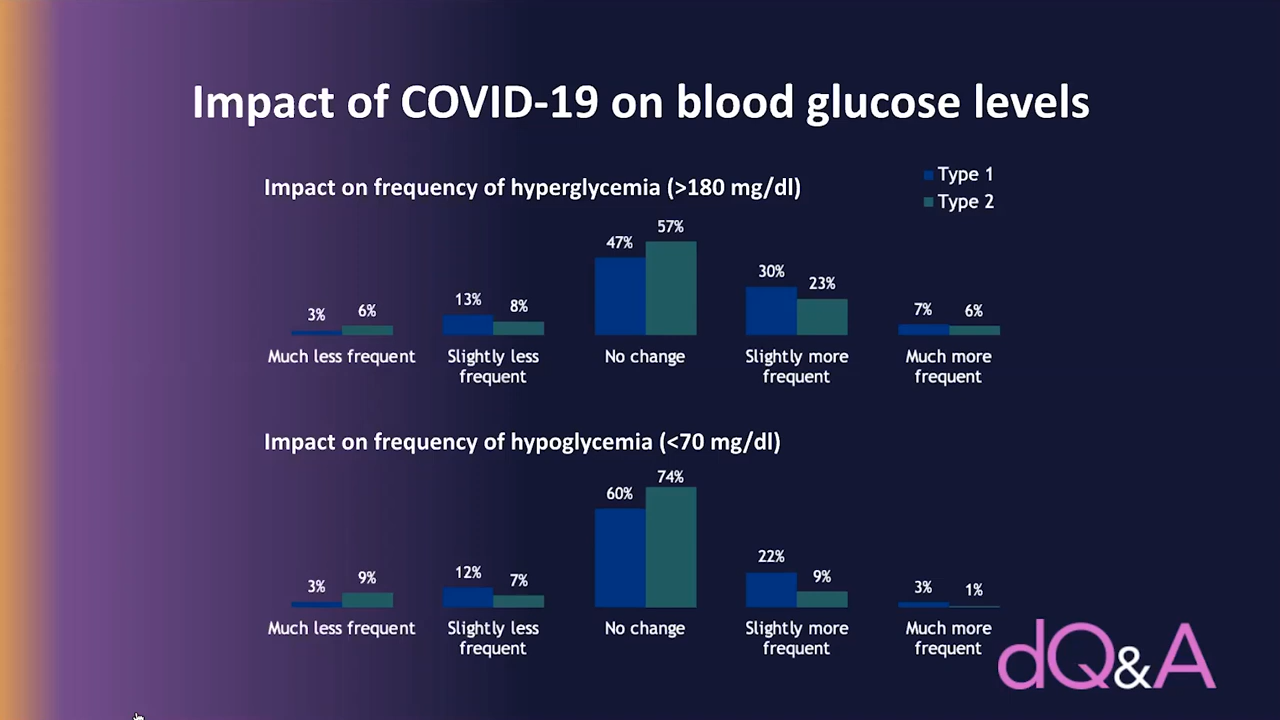 Impact of COVID-19 on blood glucose levels
Impact on frequency of hyperglycemia (>180 mg/dl)
Type 1
Type 2
3% 6% 13% 8% 47% 57% 30% 23% 7% 6%
Much less frequent Slightly less No change Slightly more Much more
frequent frequent frequent
Impact on frequency of hypoglycemia (<70 mg/dl)
3% 9% 12% 7% 60% 74% 22% 9% 3% 1%
Much less frequent Slightly less No change Slightly more Much more
frequent frequent frequent
dQ&A